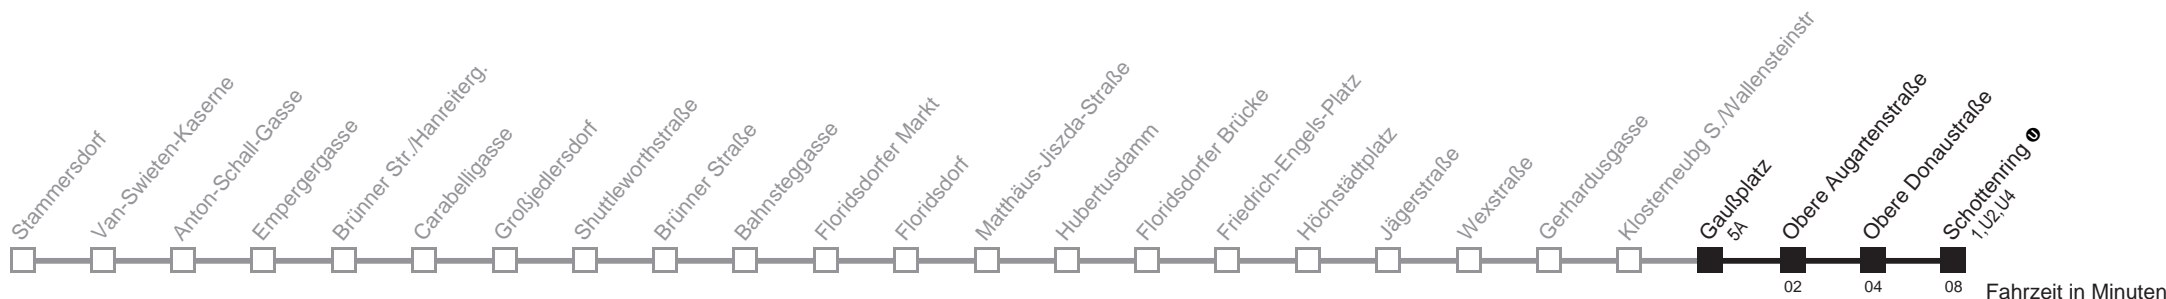 Stammersdorf
Van-Swieten-Kaserne
Anton-Schall-Gasse
Empergergasse
Brünner Str./Hanreiterg.
Carabelligasse
Großjedlersdorf
Shuttleworthstraße
Brünner Straße
Bahnsteggasse
Floridsdorfer Markt
Floridsdorf
Matthäus-Jiszda-Straße
Hubertusdamm
Floridsdorfer Brücke
Friedrich-Engels-Platz
Höchstädtplatz
Jägerstraße
Wexstraße
Gerhardusgasse
Klosterneubg S./Wallensteinstr
Gaußplatz
5A
Obere Augartenstraße
Obere Donaustraße
Schottenring U
1,U2,U4
02
04
08
Fahrzeit in Minuten